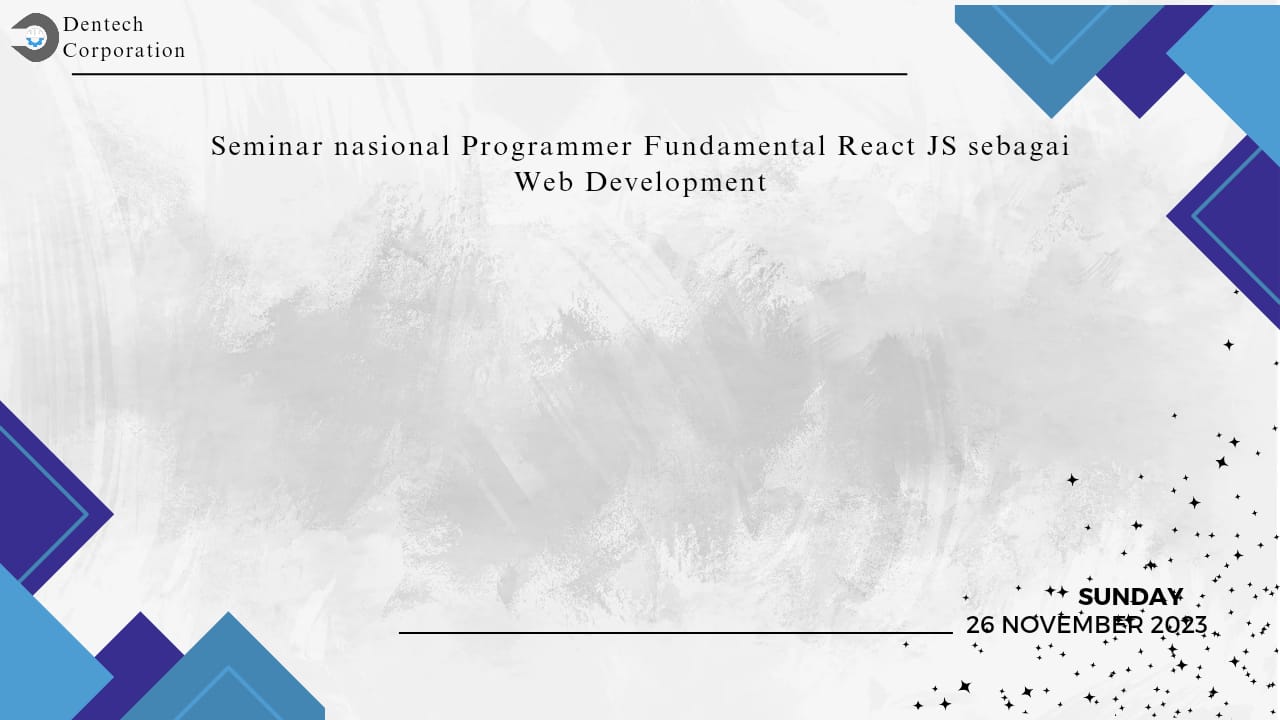 Dentech
Corporation
Seminar nasional Programmer Fundamental React JS sebagai
Web Development
SUNDAY
26 NOVEMBER 2023